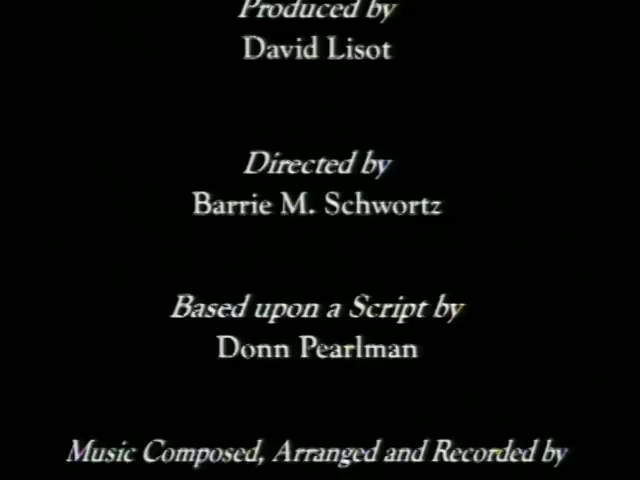 Produced by
David Lisot
Directed by
Barrie M. Schwortz
Based upon a Script by
Donn Pearlman
Music Composed, Arranged and Recorded by